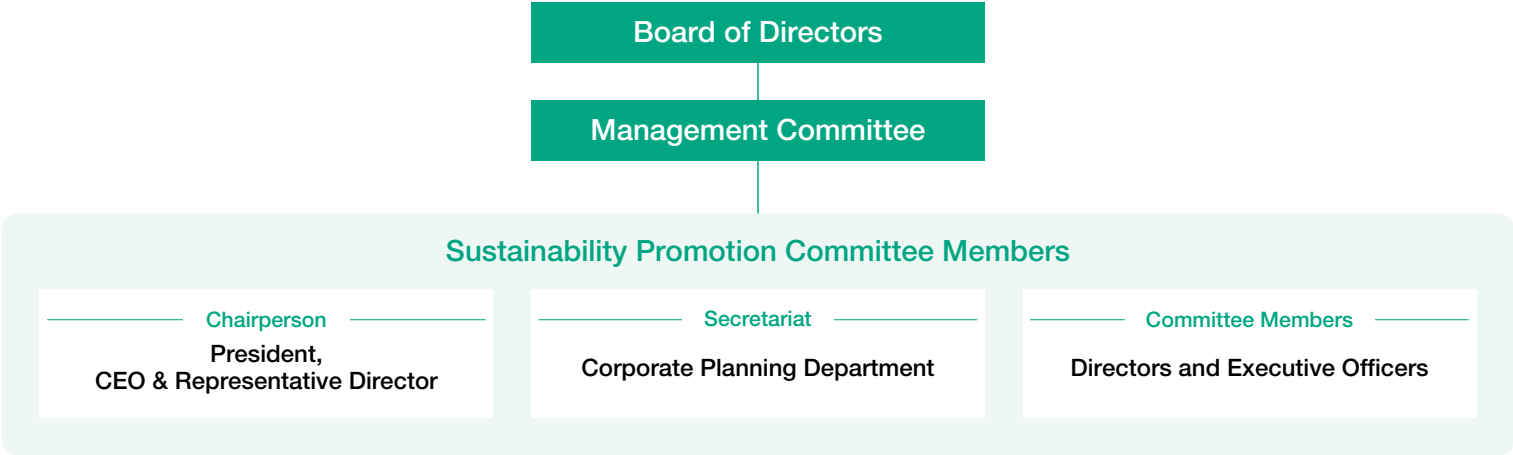 Board of Directors
Management Committee
Sustainability Promotion Committee Members
Chairperson
President,
CEO & Representative Director
Secretariat
Corporate Planning Department
Committee Members
Directors and Executive Officers